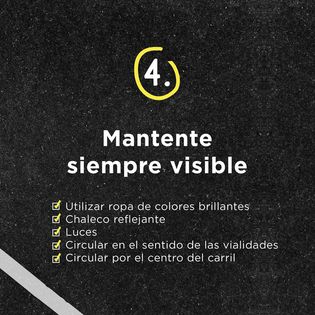 4.
Mantente
siempre visible
Utilizar ropa de colores brillantes
Chaleco reflejante
Luces
Circular en el sentido de las vialidades
Circular por el centro del carril